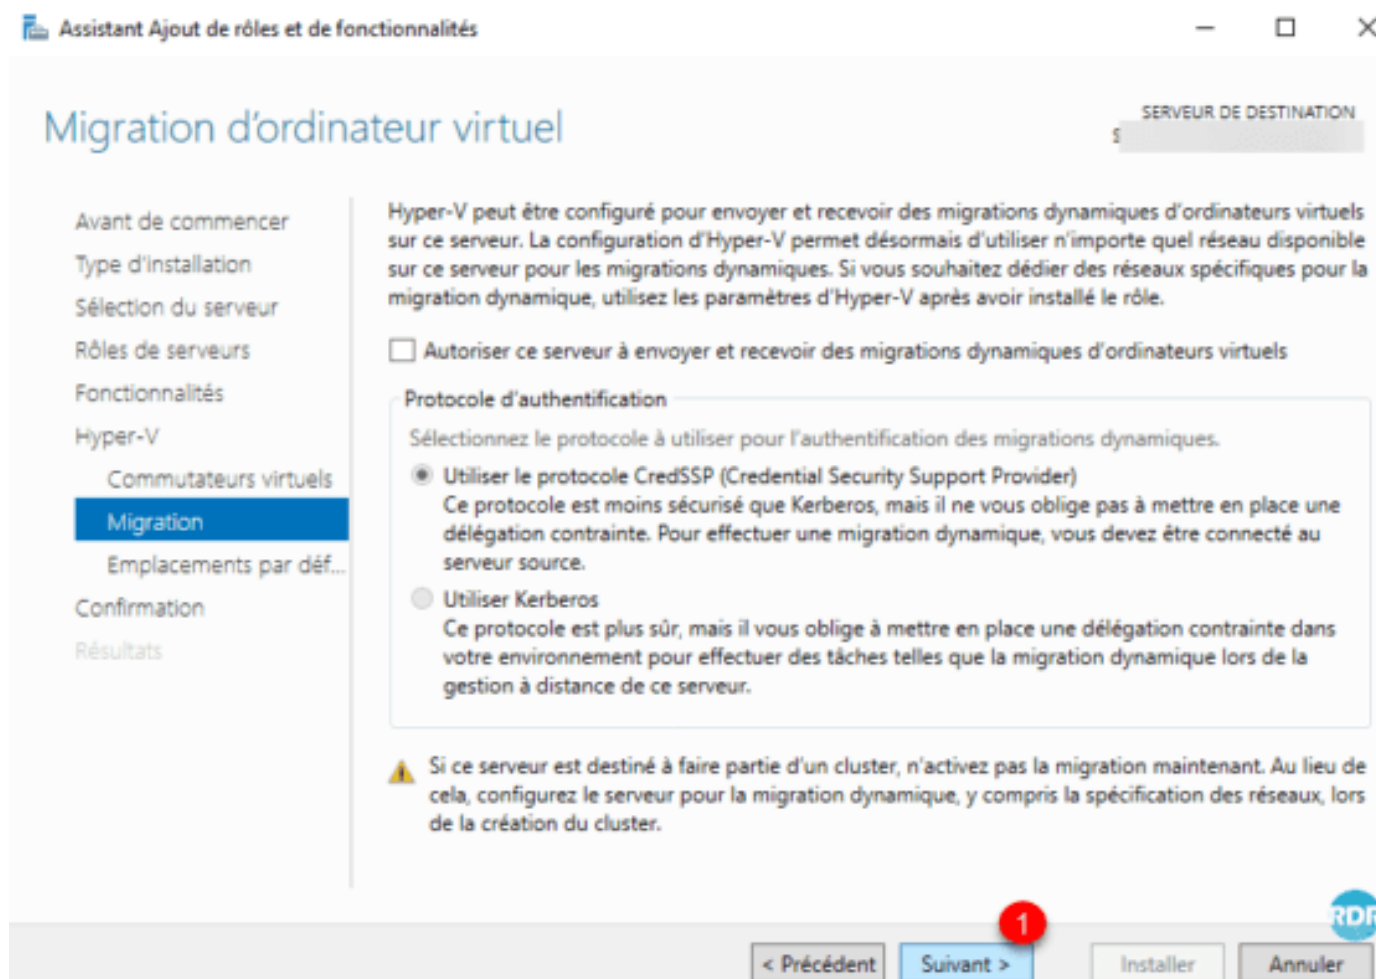 Assistant Ajout de rôles et de fonctionnalités
Migration d'ordinateur virtuel
SERVEUR DE DESTINATION
Avant de commencer
Type d'installation
Sélection du serveur
Rôles de serveurs
Fonctionnalités
Hyper-V
Commutateurs virtuels
Migration
Emplacements par déf...
Confirmation
Résultats
Hyper-V peut être configuré pour envoyer et recevoir des migrations dynamiques d'ordinateurs virtuels
sur ce serveur. La configuration d'Hyper-V permet désormais d'utiliser n'importe quel réseau disponible
sur ce serveur pour les migrations dynamiques. Si vous souhaitez dédier des réseaux spécifiques pour la
migration dynamique, utilisez les paramètres d'Hyper-V après avoir installé le rôle.
Autoriser ce serveur à envoyer et recevoir des migrations dynamiques d'ordinateurs virtuels
Protocole d'authentification
Sélectionnez le protocole à utiliser pour l'authentification des migrations dynamiques.
Utiliser le protocole CredSSP (Credential Security Support Provider)
Ce protocole est moins sécurisé que Kerberos, mais il ne vous oblige pas à mettre en place une
délégation contrainte. Pour effectuer une migration dynamique, vous devez être connecté au
serveur source.
Utiliser Kerberos
Ce protocole est plus sûr, mais il vous oblige à mettre en place une délégation contrainte dans
votre environnement pour effectuer des tâches telles que la migration dynamique lors de la
gestion à distance de ce serveur.
Si ce serveur est destiné à faire partie d'un cluster, n'activez pas la migration maintenant. Au lieu de
cela, configurez le serveur pour la migration dynamique, y compris la spécification des réseaux, lors
de la création du cluster.
1
RDR
< Précédent
Suivant >
Installer
Annuler